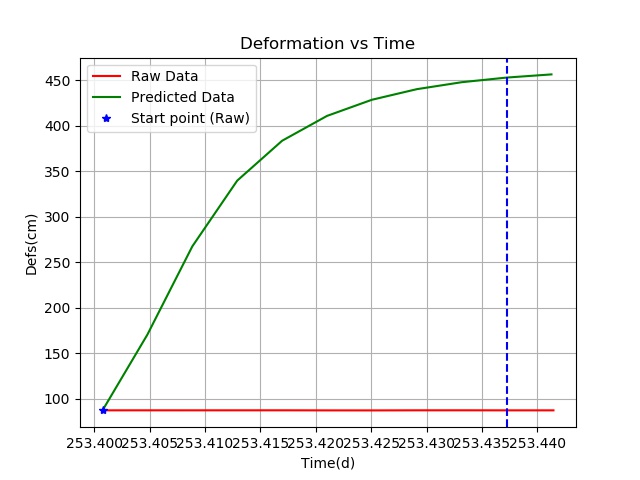 Deformation vs Time
Raw Data
Predicted Data
Start point (Raw)
450
400
350
300
250
200
150
100
Defs(cm)
253.400 253.405 253.410 253.415 253.420 253.425 253.430 253.435 253.440
Time(d)